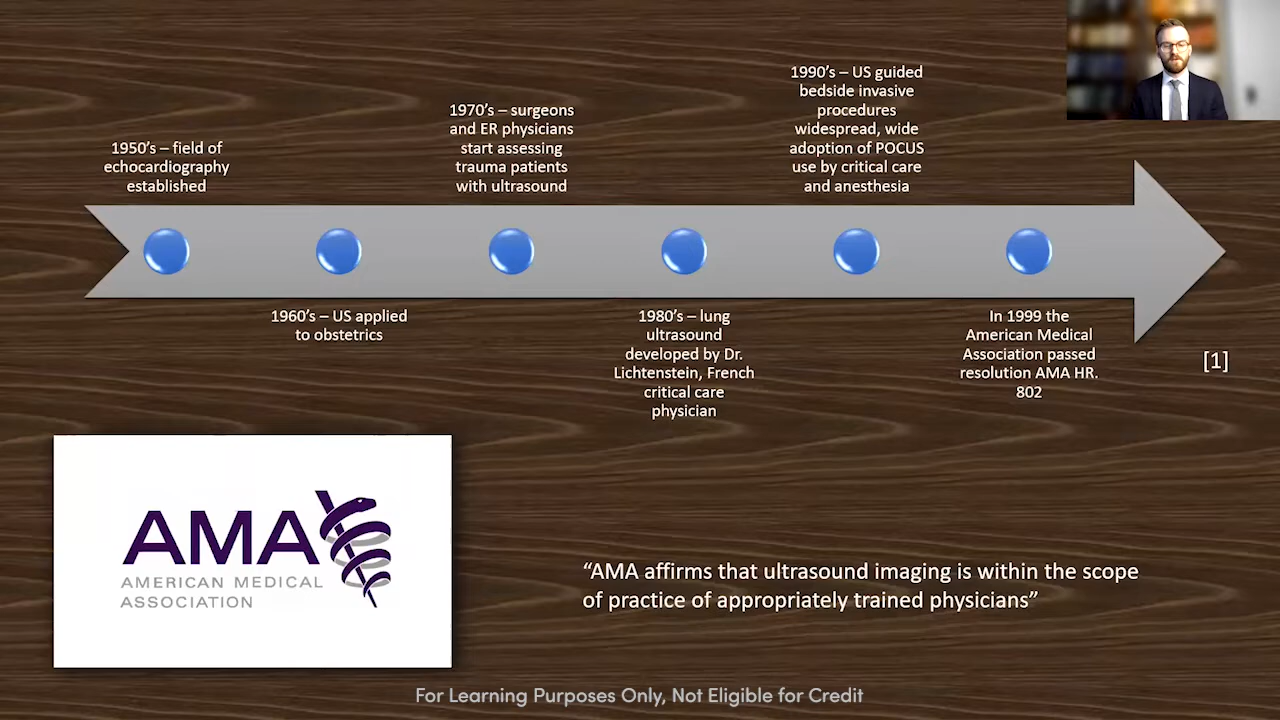 1950's – field of
echocardiography
established
1960's – US applied
to obstetrics
1970's – surgeons
and ER physicians
start assessing
trauma patients
with ultrasound
1980's – lung
ultrasound
developed by Dr.
Lichtenstein, French
critical care
physician
1990's – US guided
bedside invasive
procedures
widespread, wide
adoption of POCUS
use by critical care
and anesthesia
In 1999 the
American Medical
Association passed
resolution AMA HR.
802
[1]
AMA
AMERICAN MEDICAL
ASSOCIATION
“AMA affirms that ultrasound imaging is within the scope
of practice of appropriately trained physicians”
For Learning Purposes Only, Not Eligible for Credit